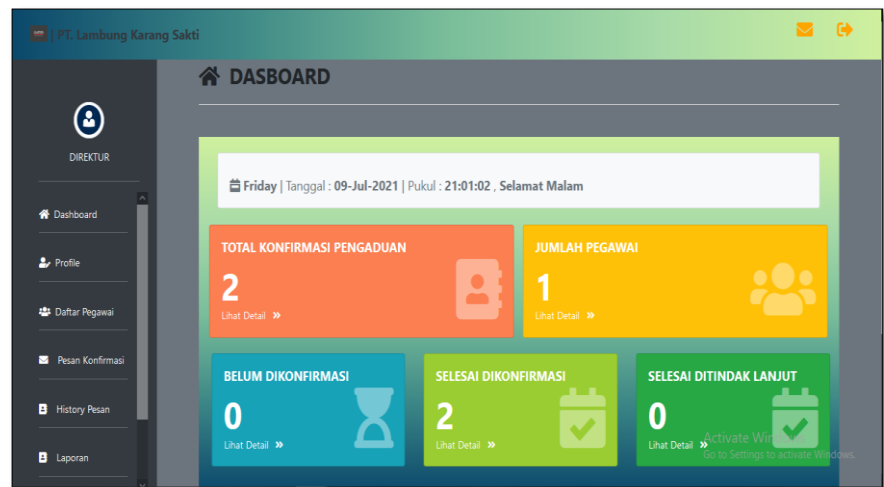 | PT. Lambung Karang Sakti
DIREKTUR
Dashboard
Profile
Daftar Pegawai
Pesan Konfirmasi
History Pesan
Laporan
DASBOARD
Friday | Tanggal : 09-Jul-2021 | Pukul : 21:01:02 , Selamat Malam
TOTAL KONFIRMASI PENGADUAN
2
Lihat Detail »
JUMLAH PEGAWAI
1
Lihat Detail »
BELUM DIKONFIRMASI
0
Lihat Detail »
SELESAI DIKONFIRMASI
2
Lihat Detail »
SELESAI DITINDAK LANJUT
0
Lihat Detail »
Activate Windows
Go to Settings to activate Windows.